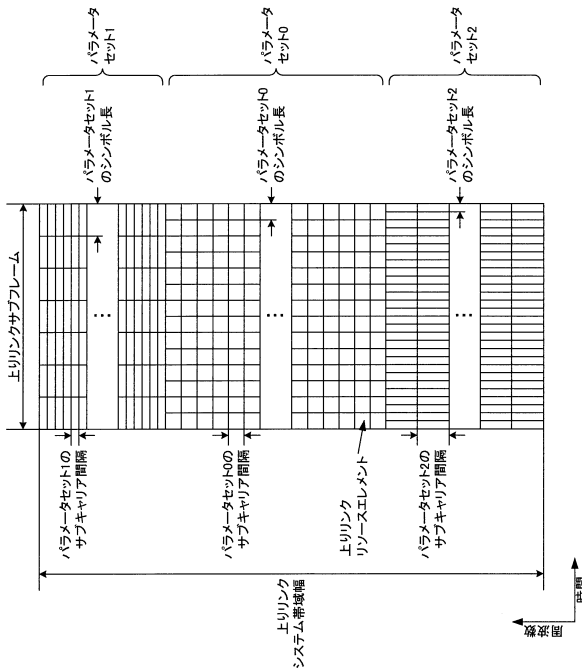 上りリンクサブフレーム
パラメータセット1の
サブキャリア間隔
パラメータセット0の
サブキャリア間隔
上りリンク
リソースエレメント
パラメータセット2の
サブキャリア間隔
上りリンク
システム帯域幅
パラメータセット1
のシンボル長
パラメータセット0
のシンボル長
パラメータセット2
のシンボル長
パラメータ
セット1
パラメータ
セット0
パラメータ
セット2
…
…
…
周波数
時間